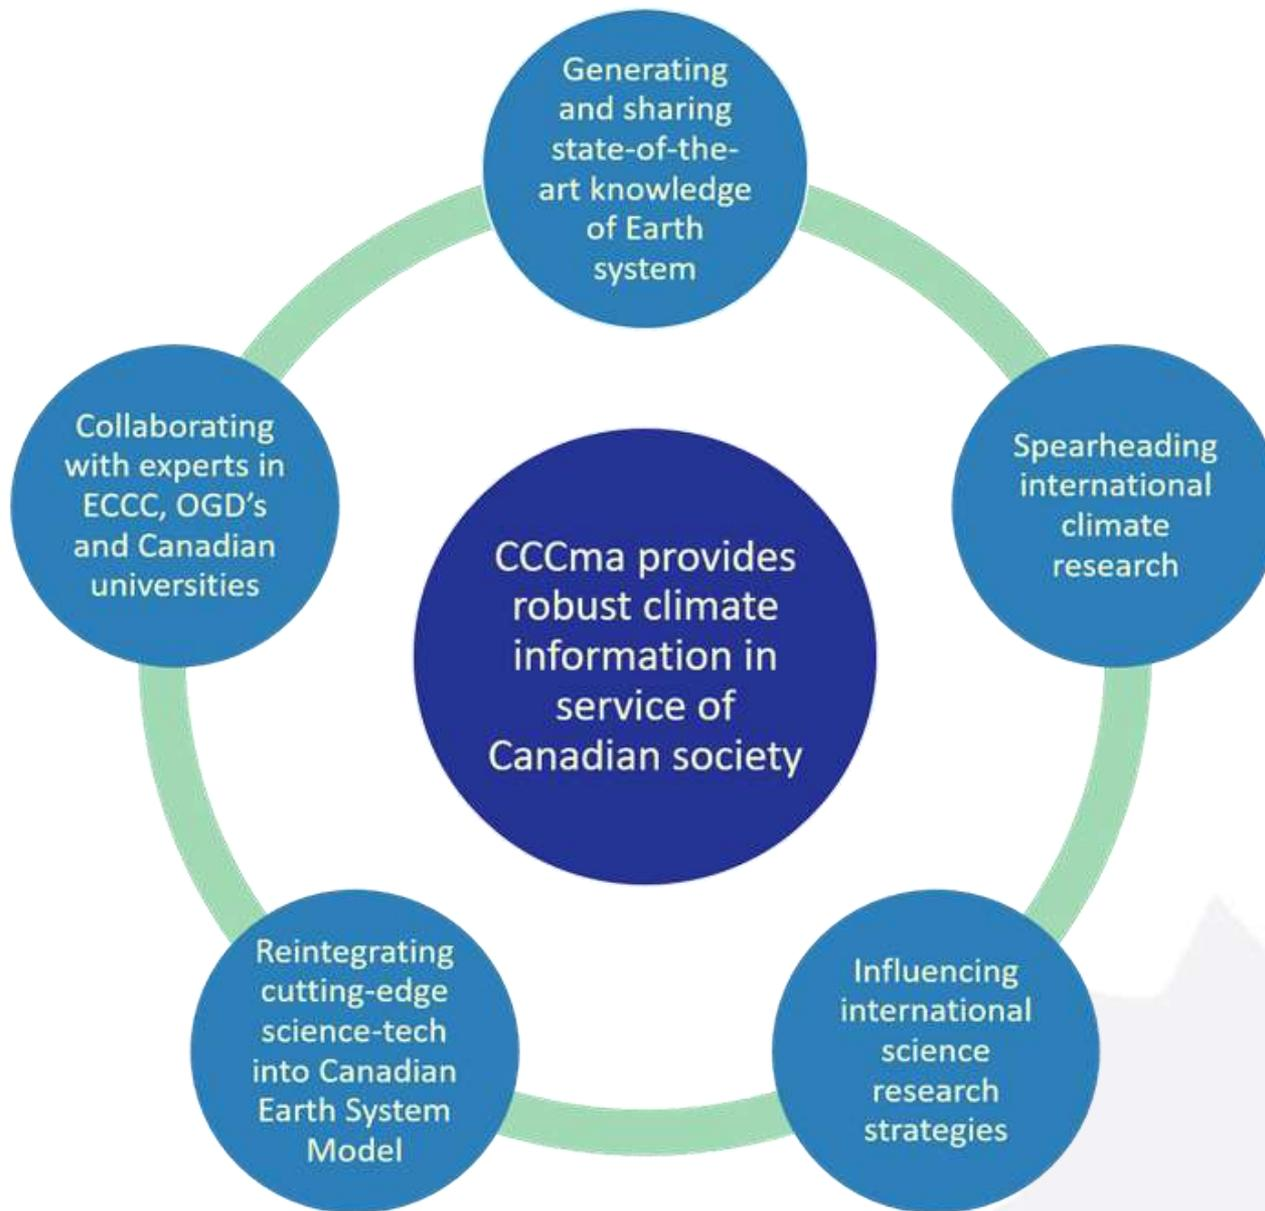 Generating
and sharing
state-of-the-
art knowledge
of Earth
system
Spearheading
international
climate
research
Influencing
international
science
research
strategies
Reintegrating
cutting-edge
science-tech
into Canadian
Earth System
Model
Collaborating
with experts in
ECCC, OGD's
and Canadian
universities
CCCma provides
robust climate
information in
service of
Canadian society